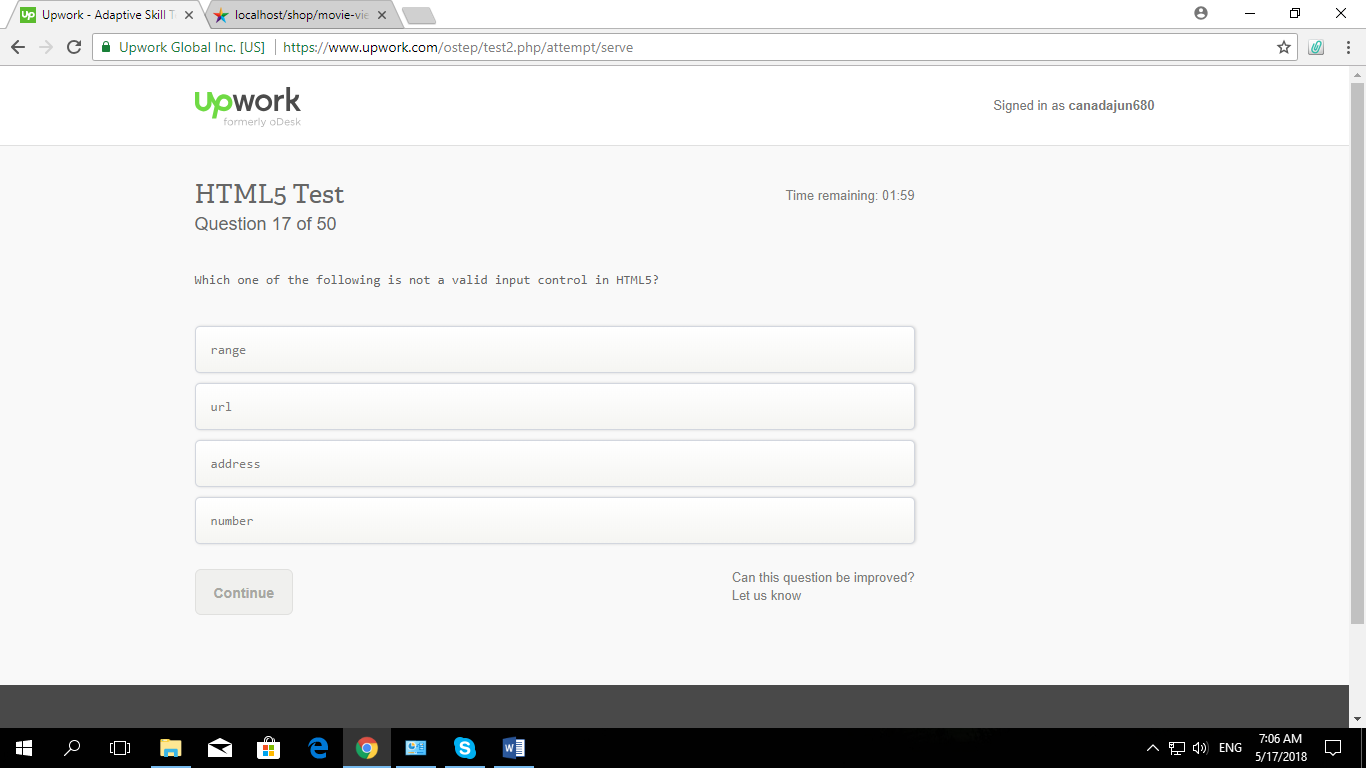 Upwork - Adaptive Skill T
localhost/shop/movie-vie
Upwork Global Inc. [US]
https://www.upwork.com/ostep/test2.php/attempt/serve
upwork
formerly oDesk
Signed in as canadajun680
HTML5 Test
Time remaining: 01:59
Question 17 of 50
Which one of the following is not a valid input control in HTML5?
range
url
address
number
Continue
Can this question be improved?
Let us know
ENG
7:06 AM
5/17/2018